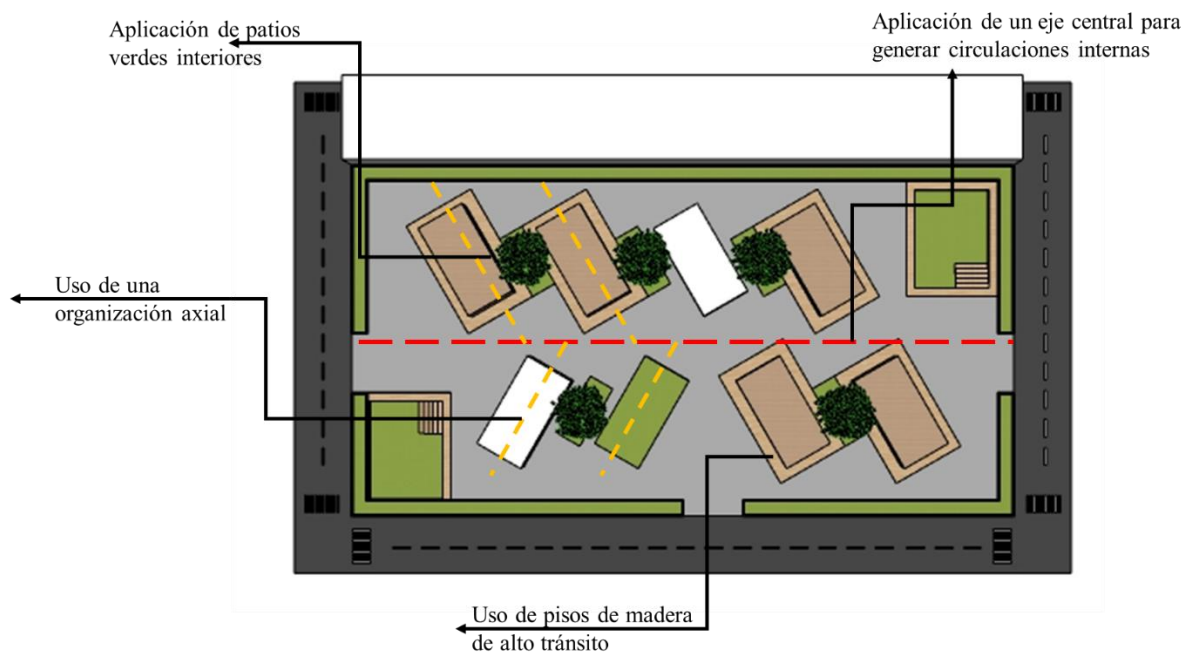 Aplicación de patios
verdes interiores
Aplicación de un eje central para
generar circulaciones internas
Uso de una
organización axial
Uso de pisos de madera
de alto tránsito